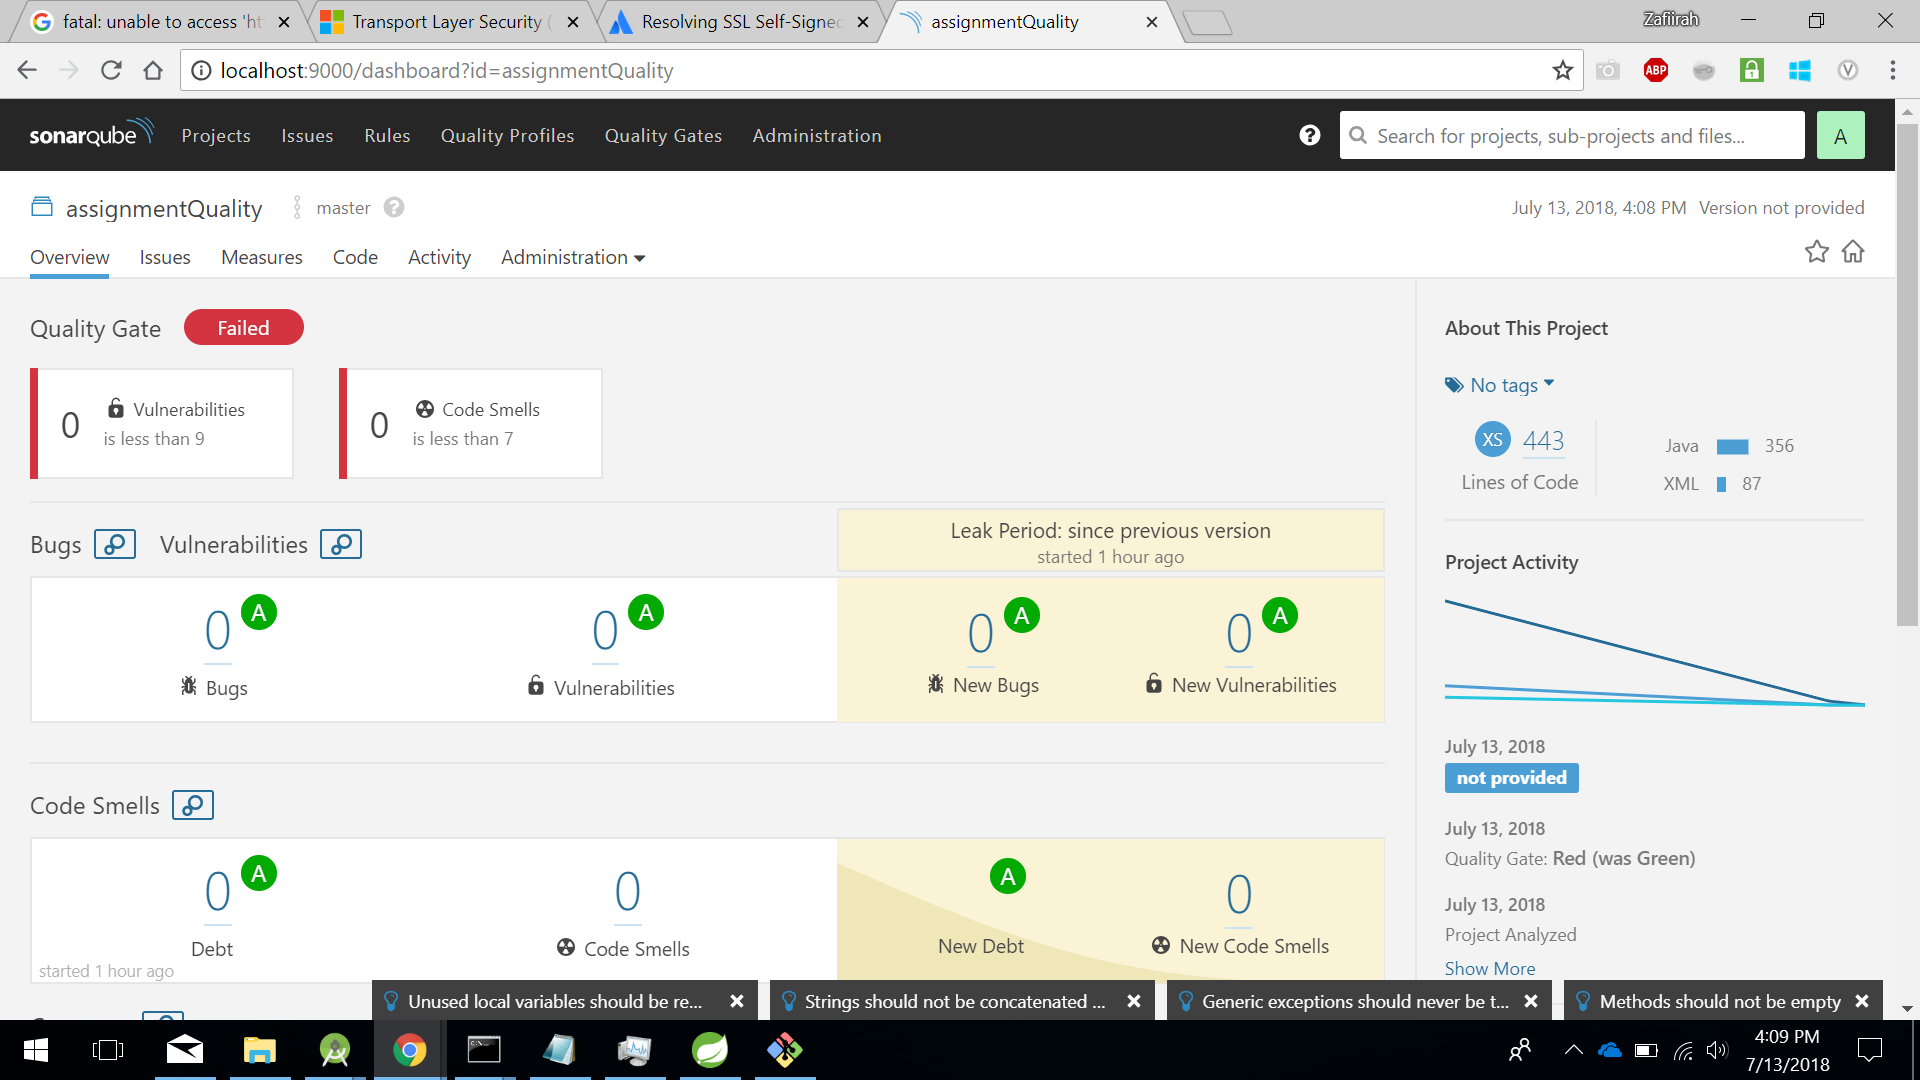 fatal: unable to access 'ht
Transport Layer Security (
Resolving SSL Self-Signed
assignmentQuality
Zafiirah
localhost:9000/dashboard?id=assignmentQuality
ABP
V
sonarqube
Projects
Issues
Rules
Quality Profiles
Quality Gates
Administration
?
Search for projects, sub-projects and files...
A
assignmentQuality
master
?
July 13, 2018, 4:08 PM Version not provided
Overview
Issues
Measures
Code
Activity
Administration
Quality Gate
Failed
0
Vulnerabilities
is less than 9
0
Code Smells
is less than 7
Bugs
Vulnerabilities
Leak Period: since previous version
started 1 hour ago
0 A
Bugs
0 A
Vulnerabilities
0 A
New Bugs
0 A
New Vulnerabilities
Code Smells
0 A
Debt
started 1 hour ago
0
Code Smells
A
New Debt
0
New Code Smells
About This Project
No tags
XS 443
Lines of Code
Java 356
XML 87
Project Activity
July 13, 2018
not provided
July 13, 2018
Quality Gate: Red (was Green)
July 13, 2018
Project Analyzed
Show More
Unused local variables should be re...
Strings should not be concatenated ...
Generic exceptions should never be t...
Methods should not be empty
4:09 PM
7/13/2018